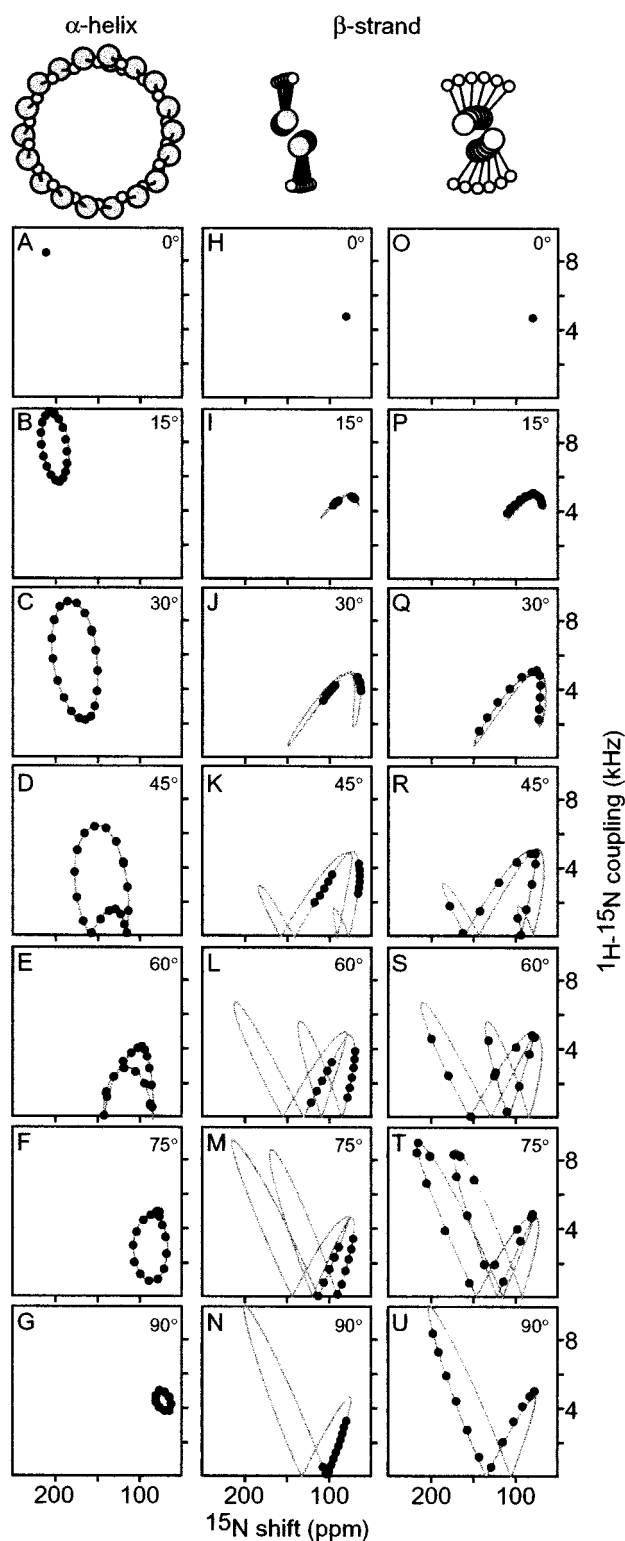 α-helix
β-strand
A 0°
H 0°
O 0°
8
4
B 15°
I 15°
P 15°
8
4
C 30°
J 30°
Q 30°
8
4
D 45°
K 45°
R 45°
8
4
E 60°
L 60°
S 60°
8
4
F 75°
M 75°
T 75°
8
4
G 90°
N 90°
U 90°
8
4
¹H-¹⁵N coupling (kHz)
200 100 200 100 200 100
¹⁵N shift (ppm)